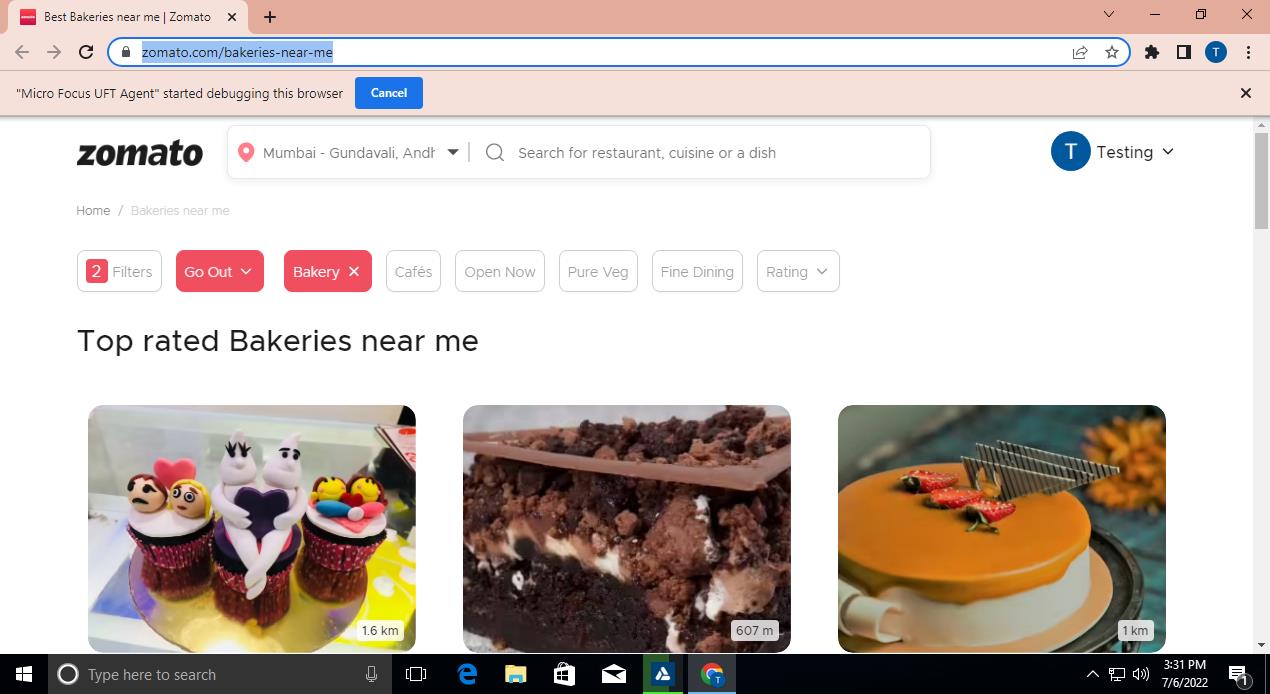 Best Bakeries near me | Zomato
zomato.com/bakeries-near-me
T
"Micro Focus UFT Agent" started debugging this browser
Cancel
zomato
Mumbai - Gundavali, Andh
Search for restaurant, cuisine or a dish
T Testing
Home / Bakeries near me
2 Filters
Go Out
Bakery
Cafés
Open Now
Pure Veg
Fine Dining
Rating
Top rated Bakeries near me
1.6 km
607 m
1 km
Type here to search
T
3:31 PM
7/6/2022
1